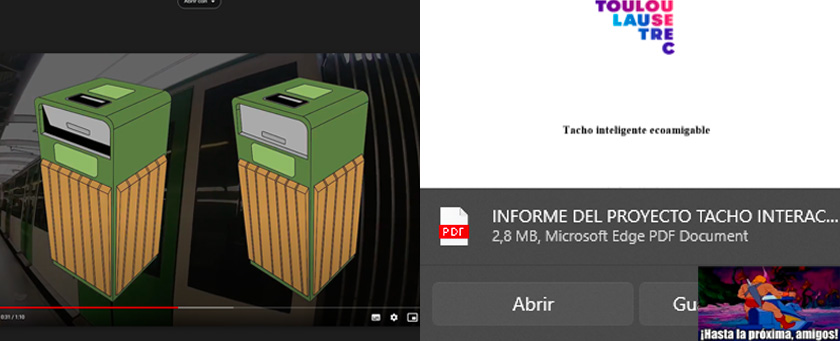 Abrir con
0:31 / 1:10
TOULOU
LAUSE
TRE
C
Tacho inteligente ecoamigable
PDF
INFORME DEL PROYECTO TACHO INTERAC...
2,8 MB, Microsoft Edge PDF Document
Abrir
Gu
¡Hasta la próxima, amigos!